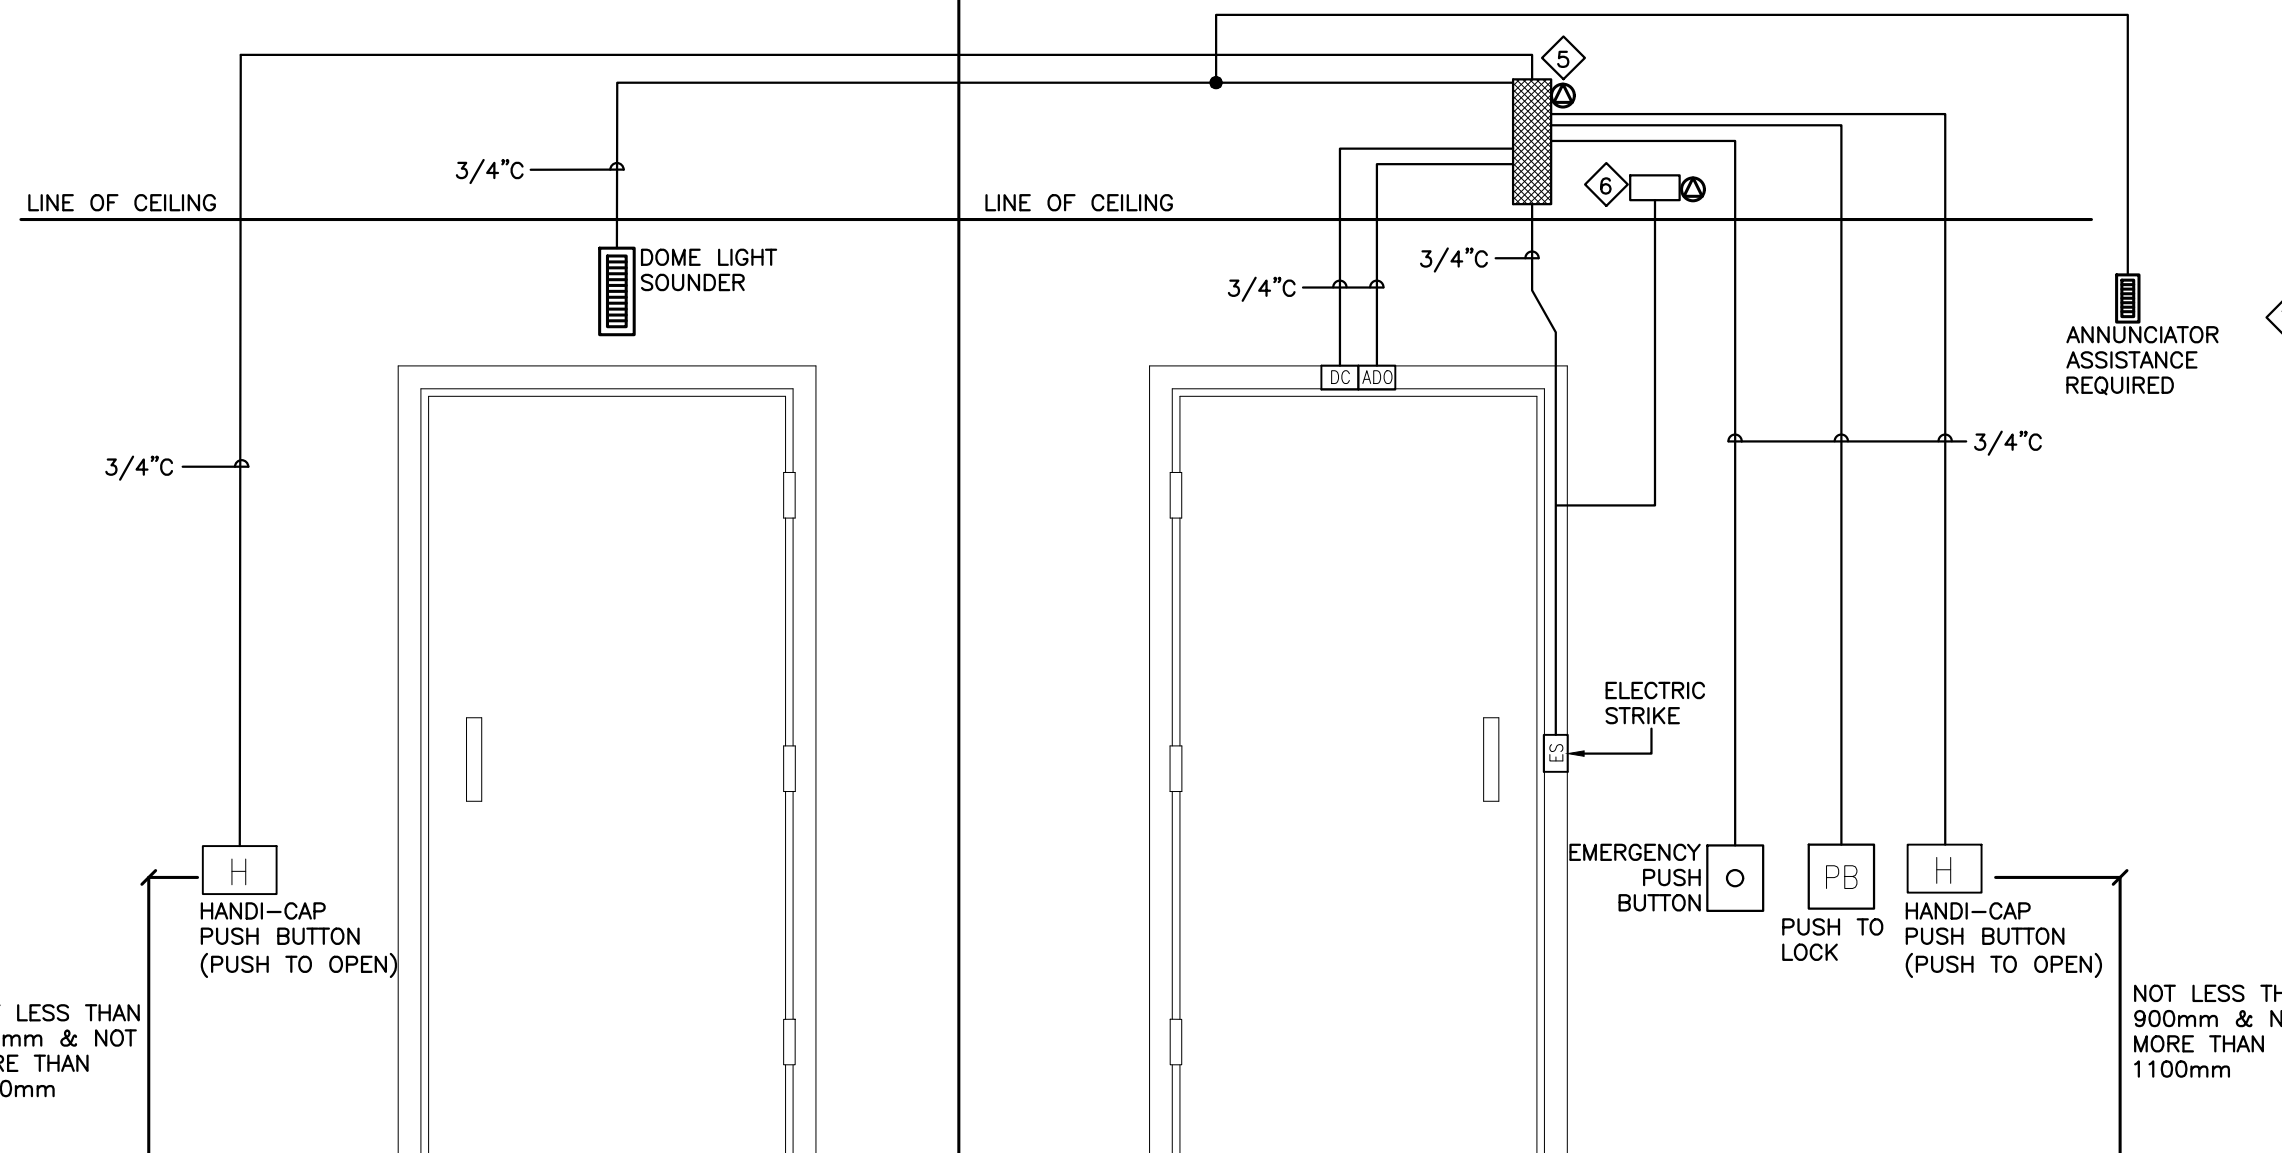 5
3/4"C
LINE OF CEILING
LINE OF CEILING
6
DOME LIGHT
SOUNDER
3/4"C
3/4"C
ANNUNCIATOR
ASSISTANCE
REQUIRED
DC
ADO
3/4"C
3/4"C
ELECTRIC
STRIKE
ES
H
HANDI-CAP
PUSH BUTTON
(PUSH TO OPEN)
EMERGENCY
PUSH
BUTTON
PB
PUSH TO
LOCK
H
HANDI-CAP
PUSH BUTTON
(PUSH TO OPEN)
LESS THAN
mm & NOT
THAN
mm
NOT LESS
900mm &
MORE THAN
1100mm